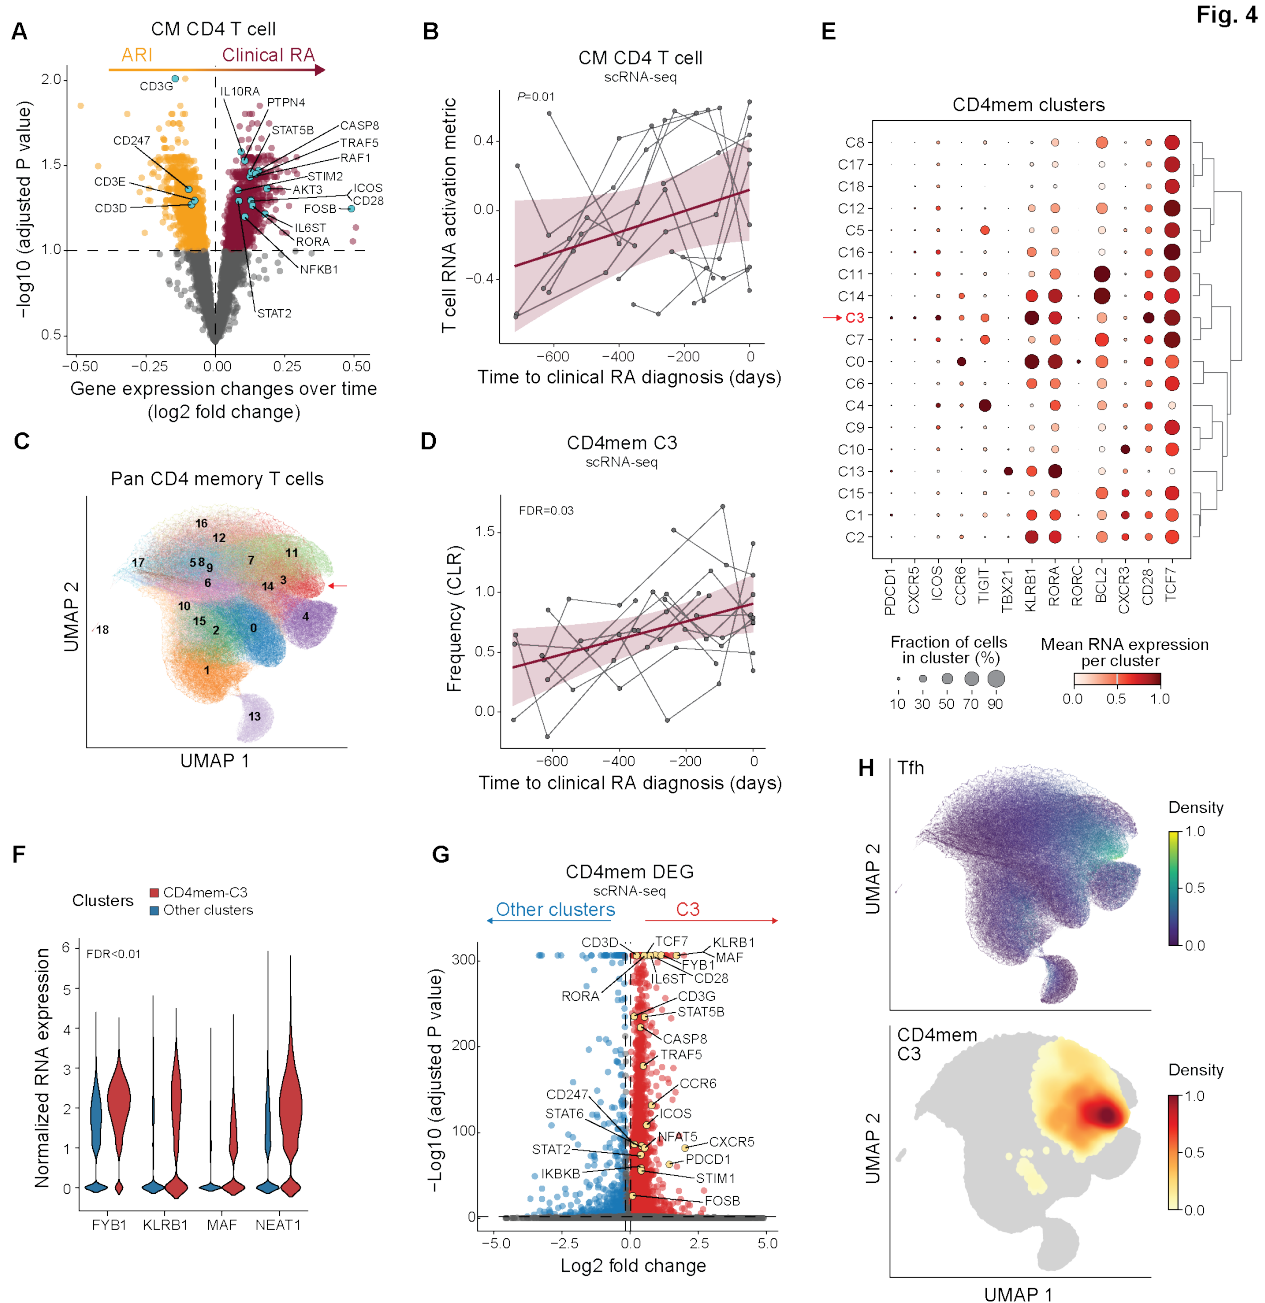 Fig. 4
A
CM CD4 T cell
ARI
Clinical RA
CD3G
IL10RA
PTPN4
STAT5B
CASP8
CD247
TRAF5
RAF1
CD3E
STIM2
AKT3
ICOS
CD28
CD3D
FOSB
IL6ST
RORA
NFKB1
STAT2
2.0
1.5
1.0
0.5
−log10 (adjusted P value)
−0.50
−0.25
0.00
0.25
0.50
Gene expression changes over time
(log2 fold change)
B
CM CD4 T cell
scRNA-seq
P=0.01
0.4
0.0
−0.4
T cell RNA activation metric
−600
−400
−200
0
Time to clinical RA diagnosis (days)
C
Pan CD4 memory T cells
16
12
17
5
8
9
7
11
6
14
3
10
15
2
0
4
18
1
13
UMAP 2
UMAP 1
D
CD4mem C3
scRNA-seq
FDR=0.03
1.5
1.0
0.5
0.0
Frequency (CLR)
−600
−400
−200
0
Time to clinical RA diagnosis (days)
E
CD4mem clusters
C8
C17
C18
C12
C5
C16
C11
C14
C3
C7
C0
C6
C4
C9
C10
C13
C15
C1
C2
PDCD1
CXCR5
ICOS
CCR6
TIGIT
TBX21
KLRB1
RORA
RORC
BCL2
CXCR3
CD28
TCF7
Fraction of cells
in cluster (%)
10
30
50
70
90
Mean RNA expression
per cluster
0.0
0.5
1.0
F
Clusters
CD4mem-C3
Other clusters
FDR<0.01
6
5
4
3
2
1
0
Normalized RNA expression
FYB1
KLRB1
MAF
NEAT1
G
CD4mem DEG
scRNA-seq
Other clusters
C3
CD3D
TCF7
KLRB1
MAF
FYB1
IL6ST
CD28
RORA
CD3G
STAT5B
CASP8
TRAF5
CCR6
CD247
ICOS
STAT6
NFAT5
CXCR5
STAT2
PDCD1
IKBKB
STIM1
FOSB
300
200
100
0
−Log10 (adjusted P value)
−5.0
−2.5
0.0
2.5
5.0
Log2 fold change
H
Tfh
UMAP 2
Density
1.0
0.5
0.0
CD4mem
C3
UMAP 2
Density
1.0
0.5
0.0
UMAP 1